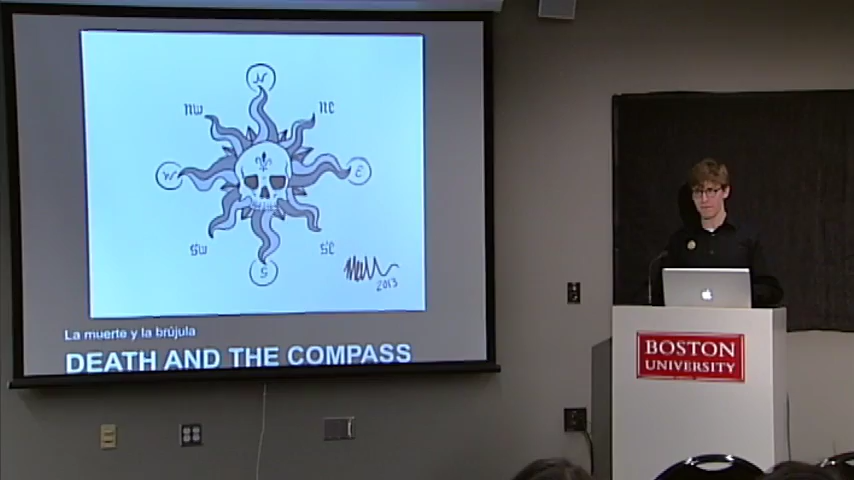 N
nw
ne
W
E
sw
se
S
2013
La muerte y la brújula
DEATH AND THE COMPASS
BOSTON
UNIVERSITY